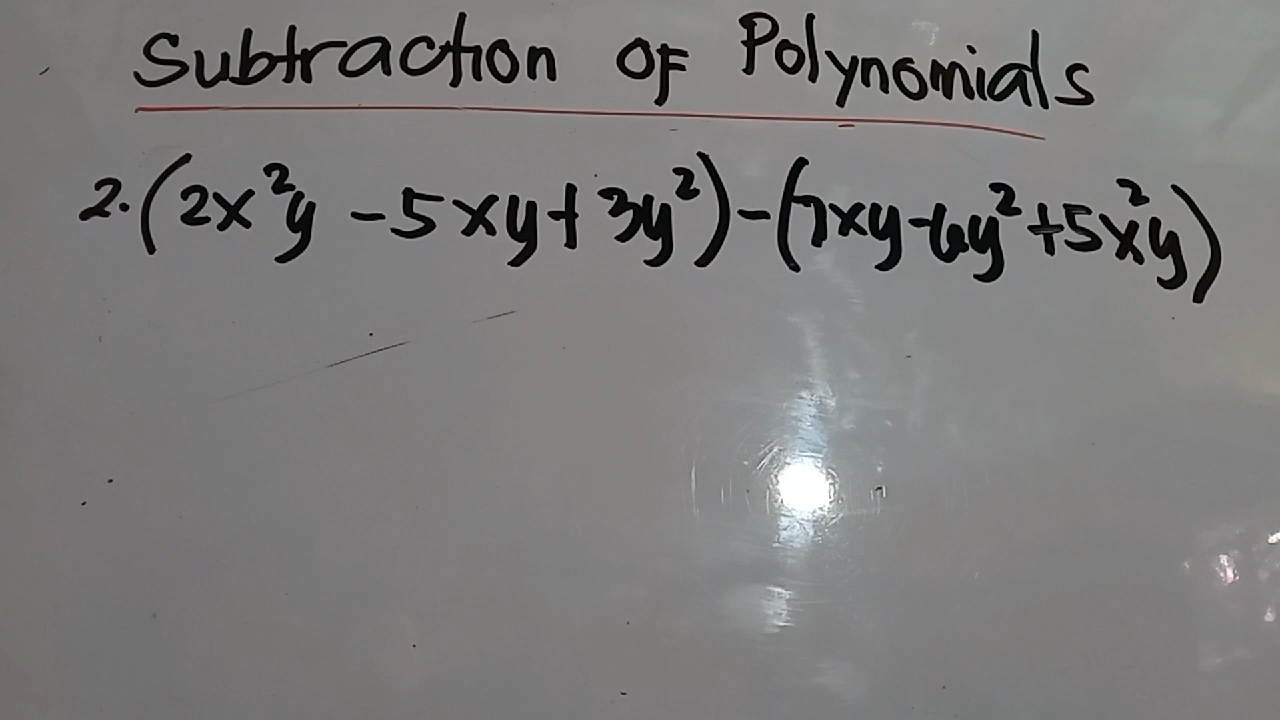 Subtraction of Polynomials
2. (2x²y - 5xy + 3y²) - (7xy - 6y² + 5x²y)